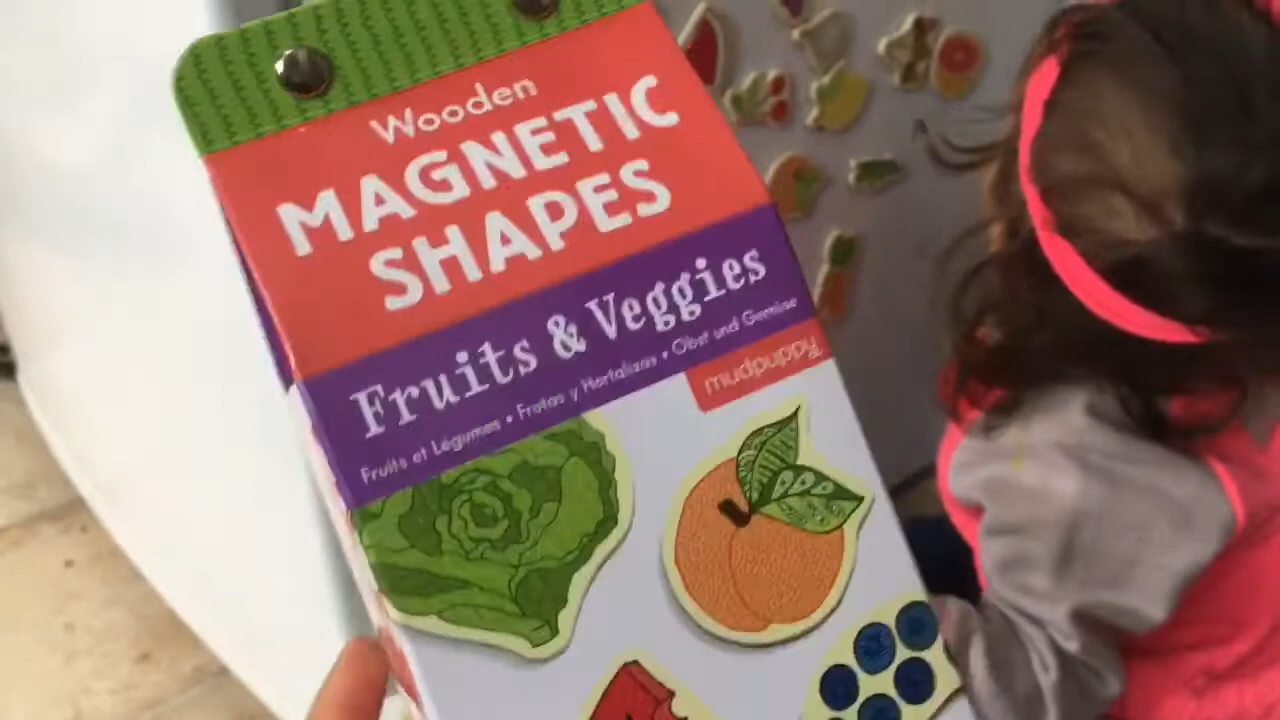 Wooden
MAGNETIC
SHAPES
Fruits & Veggies
Fruits et Légumes • Frutas y Hortalizas • Obst und Gemüse
mudpuppy